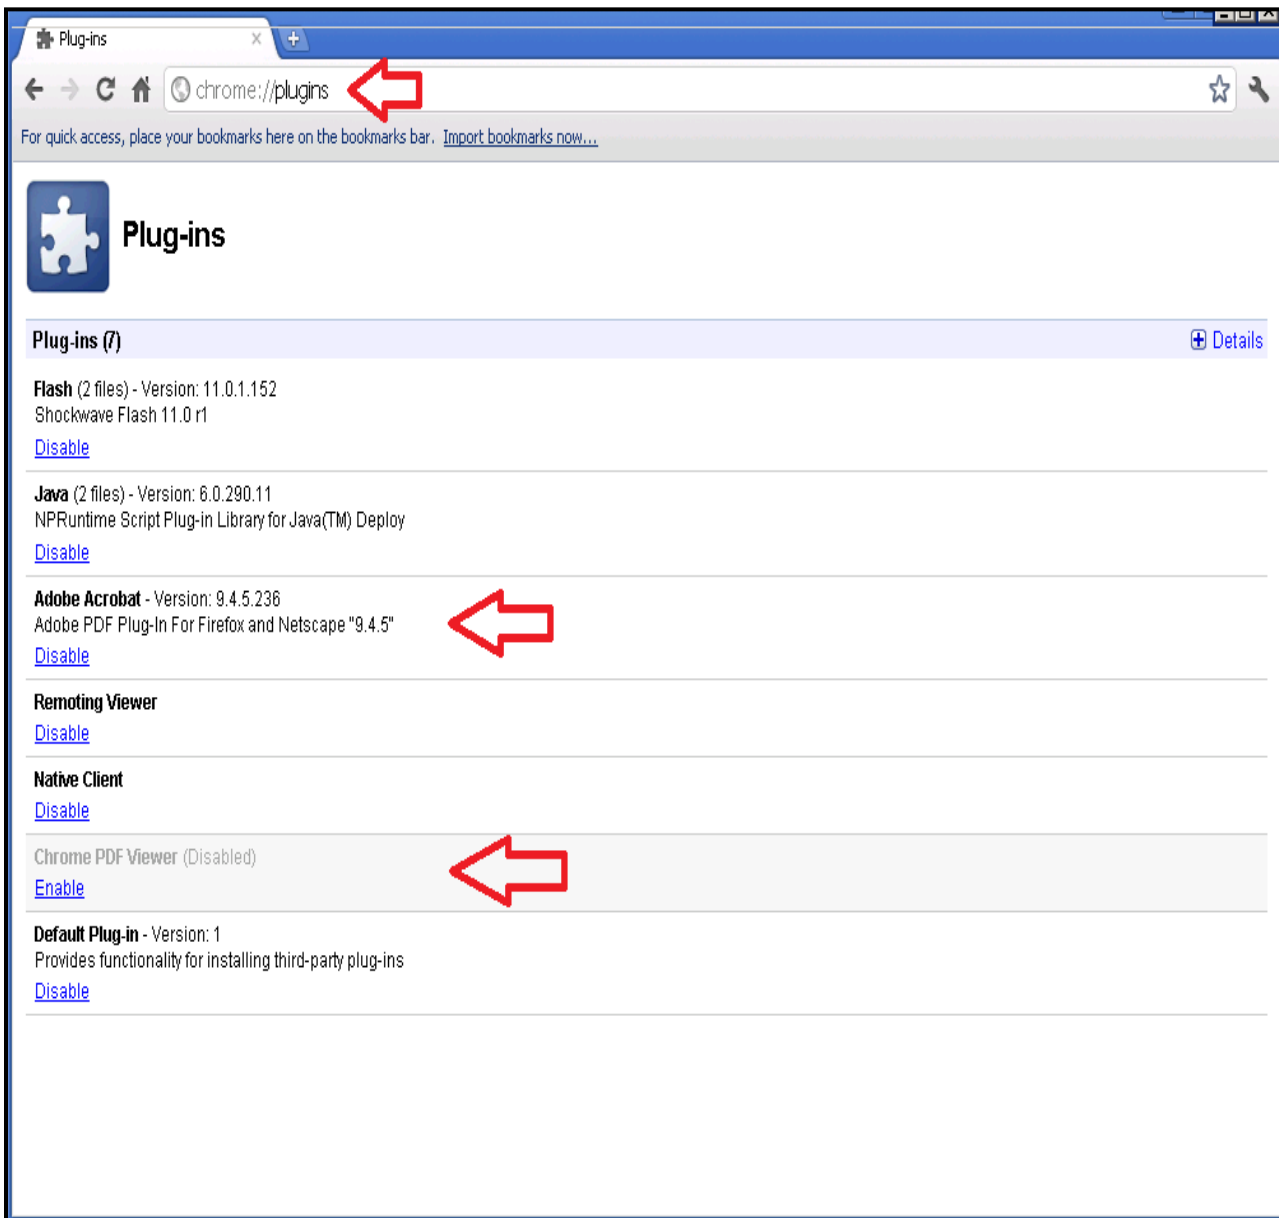 Plug-ins
chrome://plugins
For quick access, place your bookmarks here on the bookmarks bar. Import bookmarks now...
Plug-ins
Plug-ins (7) Details
Flash (2 files) - Version: 11.0.1.152
Shockwave Flash 11.0 r1
Disable
Java (2 files) - Version: 6.0.290.11
NPRuntime Script Plug-in Library for Java(TM) Deploy
Disable
Adobe Acrobat - Version: 9.4.5.236
Adobe PDF Plug-In For Firefox and Netscape "9.4.5"
Disable
Remoting Viewer
Disable
Native Client
Disable
Chrome PDF Viewer (Disabled)
Enable
Default Plug-in - Version: 1
Provides functionality for installing third-party plug-ins
Disable